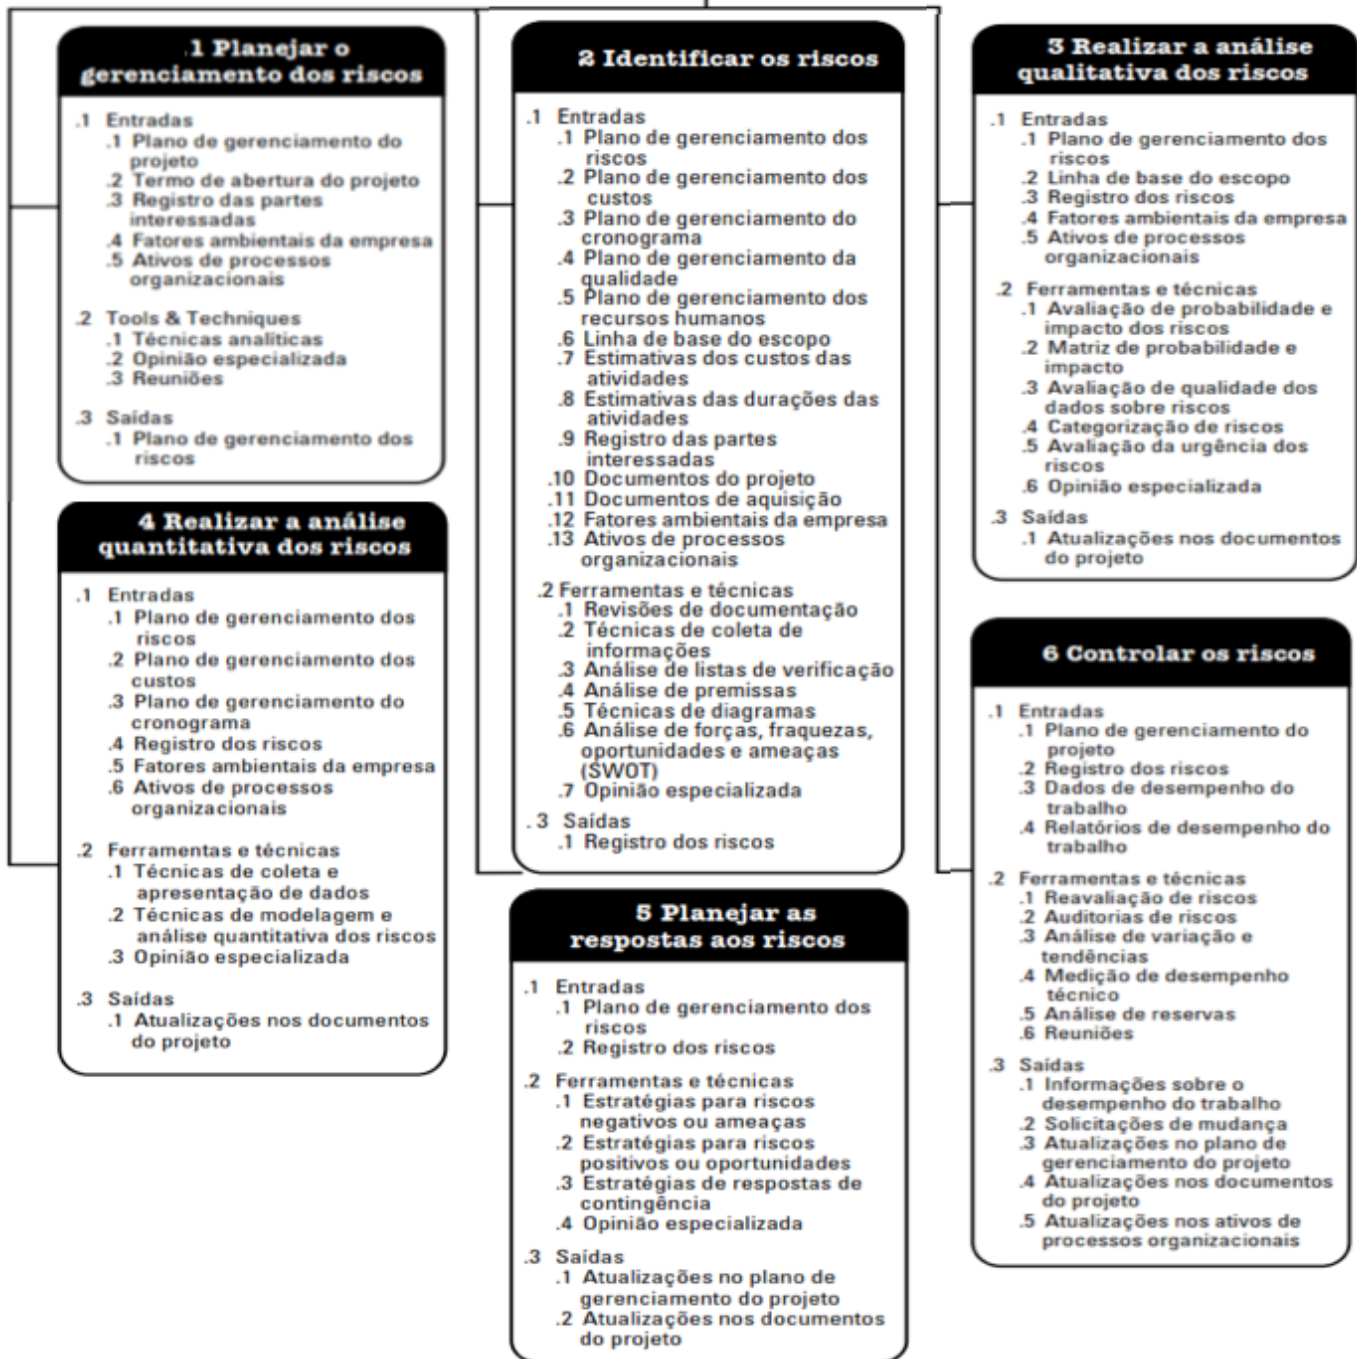 .1 Planejar o
gerenciamento dos riscos
.1 Entradas
.1 Plano de gerenciamento do
projeto
.2 Termo de abertura do projeto
.3 Registro das partes
interessadas
.4 Fatores ambientais da empresa
.5 Ativos de processos
organizacionais
.2 Tools & Techniques
.1 Técnicas analíticas
.2 Opinião especializada
.3 Reuniões
.3 Saídas
.1 Plano de gerenciamento dos
riscos
2 Identificar os riscos
.1 Entradas
.1 Plano de gerenciamento dos
riscos
.2 Plano de gerenciamento dos
custos
.3 Plano de gerenciamento do
cronograma
.4 Plano de gerenciamento da
qualidade
.5 Plano de gerenciamento dos
recursos humanos
.6 Linha de base do escopo
.7 Estimativas dos custos das
atividades
.8 Estimativas das durações das
atividades
.9 Registro das partes
interessadas
.10 Documentos do projeto
.11 Documentos de aquisição
.12 Fatores ambientais da empresa
.13 Ativos de processos
organizacionais
.2 Ferramentas e técnicas
.1 Revisões de documentação
.2 Técnicas de coleta de
informações
.3 Análise de listas de verificação
.4 Análise de premissas
.5 Técnicas de diagramas
.6 Análise de forças, fraquezas,
oportunidades e ameaças
(SWOT)
.7 Opinião especializada
. 3 Saídas
.1 Registro dos riscos
3 Realizar a análise
qualitativa dos riscos
.1 Entradas
.1 Plano de gerenciamento dos
riscos
.2 Linha de base do escopo
.3 Registro dos riscos
.4 Fatores ambientais da empresa
.5 Ativos de processos
organizacionais
.2 Ferramentas e técnicas
.1 Avaliação de probabilidade e
impacto dos riscos
.2 Matriz de probabilidade e
impacto
.3 Avaliação de qualidade dos
dados sobre riscos
.4 Categorização de riscos
.5 Avaliação da urgência dos
riscos
.6 Opinião especializada
.3 Saídas
.1 Atualizações nos documentos
do projeto
4 Realizar a análise
quantitativa dos riscos
.1 Entradas
.1 Plano de gerenciamento dos
riscos
.2 Plano de gerenciamento dos
custos
.3 Plano de gerenciamento do
cronograma
.4 Registro dos riscos
.5 Fatores ambientais da empresa
.6 Ativos de processos
organizacionais
.2 Ferramentas e técnicas
.1 Técnicas de coleta e
apresentação de dados
.2 Técnicas de modelagem e
análise quantitativa dos riscos
.3 Opinião especializada
.3 Saídas
.1 Atualizações nos documentos
do projeto
5 Planejar as
respostas aos riscos
.1 Entradas
.1 Plano de gerenciamento dos
riscos
.2 Registro dos riscos
.2 Ferramentas e técnicas
.1 Estratégias para riscos
negativos ou ameaças
.2 Estratégias para riscos
positivos ou oportunidades
.3 Estratégias de respostas de
contingência
.4 Opinião especializada
.3 Saídas
.1 Atualizações no plano de
gerenciamento do projeto
.2 Atualizações nos documentos
do projeto
6 Controlar os riscos
.1 Entradas
.1 Plano de gerenciamento do
projeto
.2 Registro dos riscos
.3 Dados de desempenho do
trabalho
.4 Relatórios de desempenho do
trabalho
.2 Ferramentas e técnicas
.1 Reavaliação de riscos
.2 Auditorias de riscos
.3 Análise de variação e
tendências
.4 Medição de desempenho
técnico
.5 Análise de reservas
.6 Reuniões
.3 Saídas
.1 Informações sobre o
desempenho do trabalho
.2 Solicitações de mudança
.3 Atualizações no plano de
gerenciamento do projeto
.4 Atualizações nos documentos
do projeto
.5 Atualizações nos ativos de
processos organizacionais